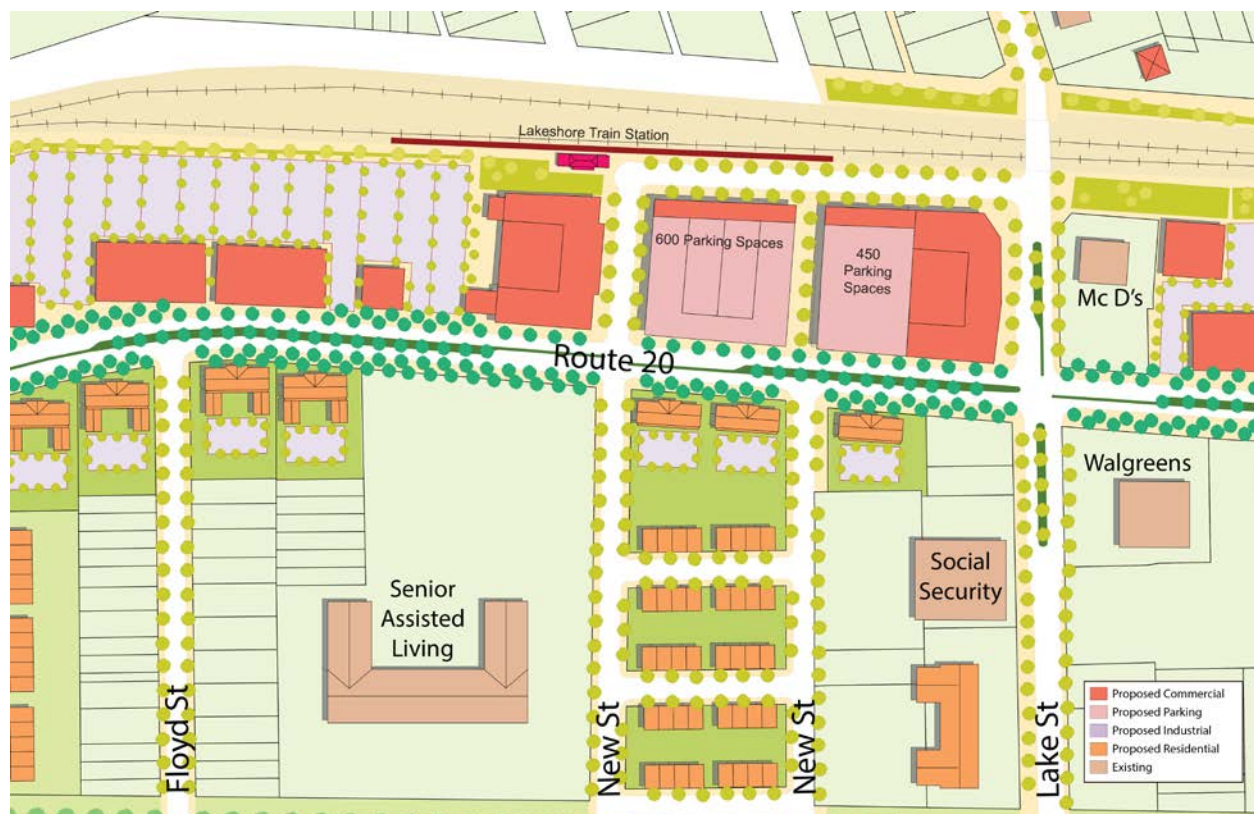 Lakeshore Train Station
600 Parking Spaces
450
Parking
Spaces
Mc D's
Route 20
Walgreens
Senior
Assisted
Living
Social
Security
Floyd St
New St
New St
Lake St
Proposed Commercial
Proposed Parking
Proposed Industrial
Proposed Residential
Existing